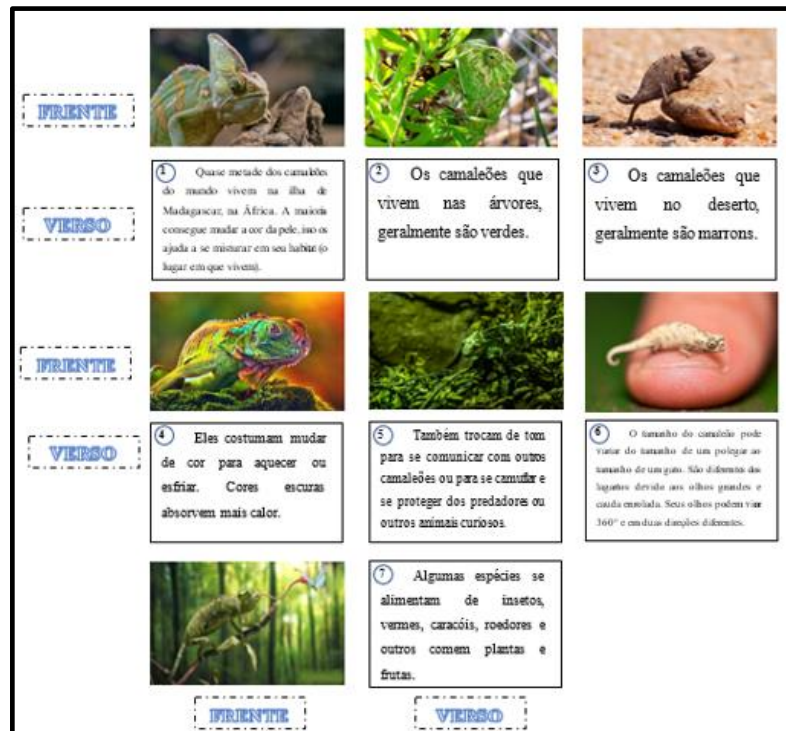 FRENTE
VERSO
1 Quase metade dos camaleões
do mundo vivem na ilha de
Madagascar, na África. A maioria
consegue mudar a cor da pele, isso os
ajuda a se misturar em seu habitat (o
lugar em que vivem).
2 Os camaleões que
vivem nas árvores,
geralmente são verdes.
3 Os camaleões que
vivem no deserto,
geralmente são marrons.
FRENTE
VERSO
4 Eles costumam mudar
de cor para aquecer ou
esfriar. Cores escuras
absorvem mais calor.
5 Também trocam de tom
para se comunicar com outros
camaleões ou para se camuflar e
se proteger dos predadores ou
outros animais curiosos.
6 O tamanho do camaleão pode
variar do tamanho de um polegar ao
tamanho de um gato. São diferentes dos
lagartos devido aos olhos grandes e
cauda enrolada. Seus olhos podem virar
360° e em duas direções diferentes.
7 Algumas espécies se
alimentam de insetos,
vermes, caracóis, roedores e
outros comem plantas e
frutas.
FRENTE
VERSO